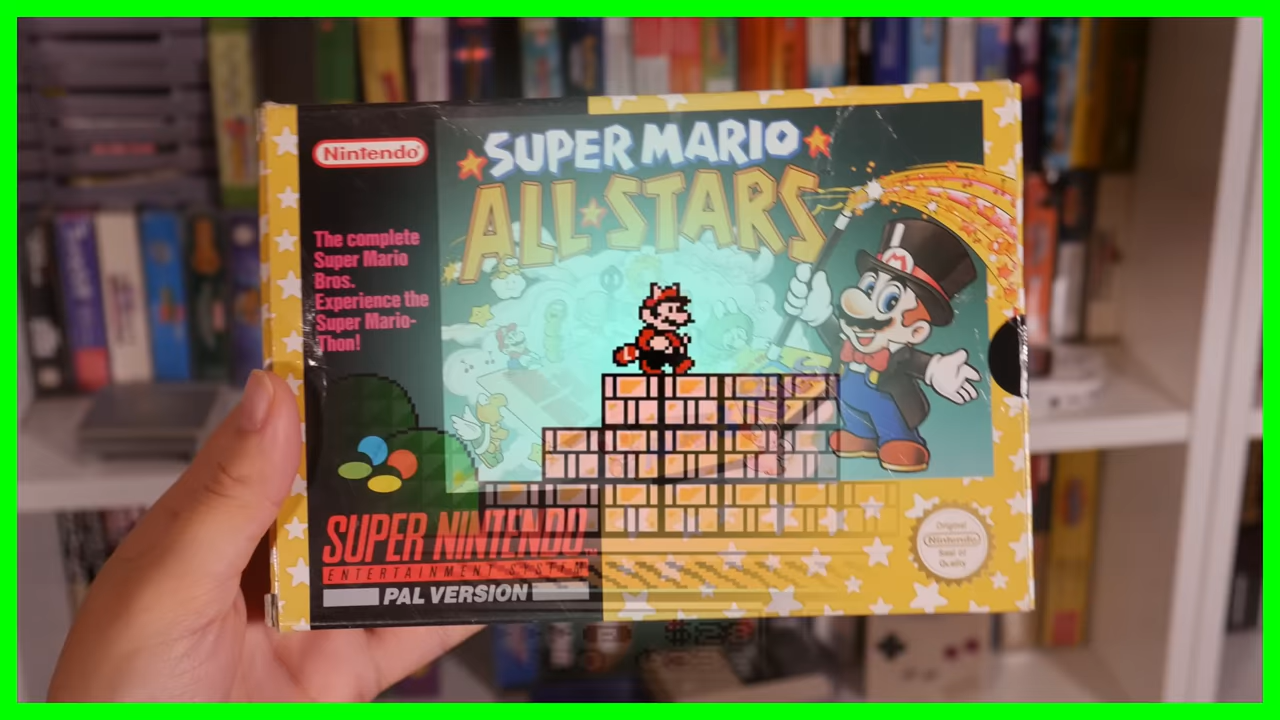 Nintendo®
SUPER MARIO
ALL-STARS
The complete
Super Mario
Bros.
Experience the
Super Mario-
Thon!
SUPER NINTENDO™
ENTERTAINMENT SYSTEM
PAL VERSION
Original
Nintendo
Seal of
Quality